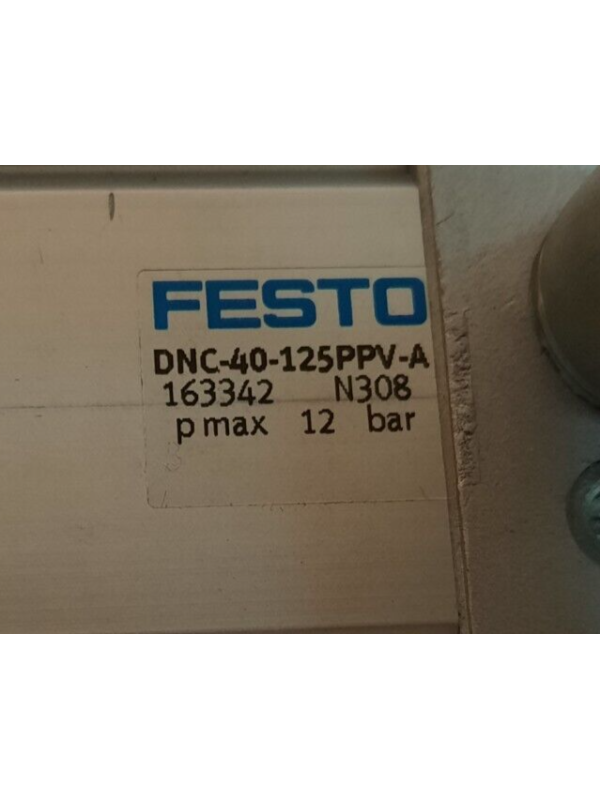 FESTO
DNC-40-125PPV-A
163342 N308
p max 12 bar